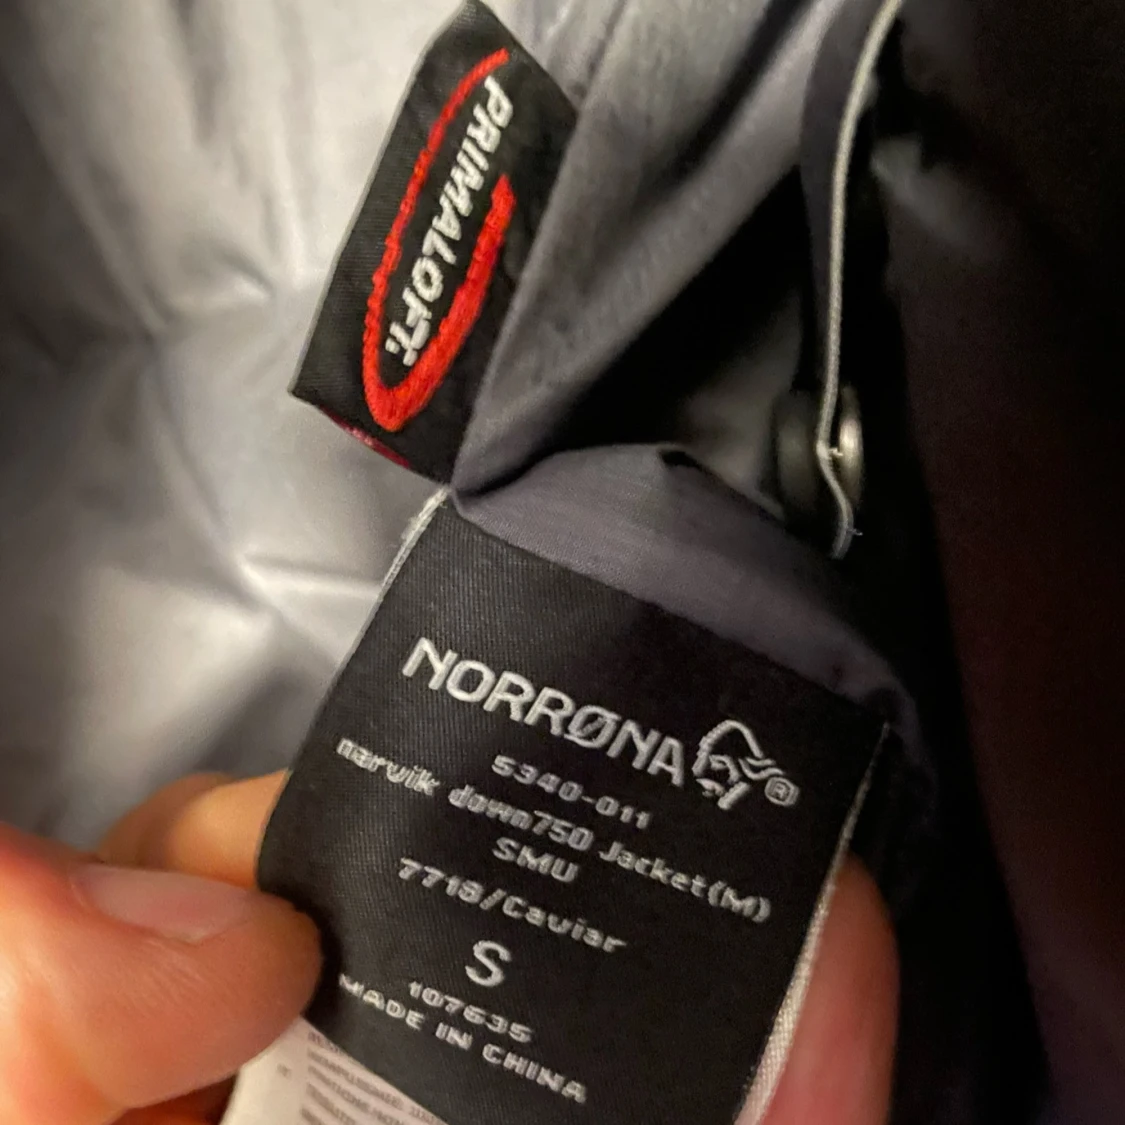 PRIMALOFT®
NORRØNA®
5340-011
narvik down750 Jacket(M)
SMU
7718/Caviar
S
107635
MADE IN CHINA